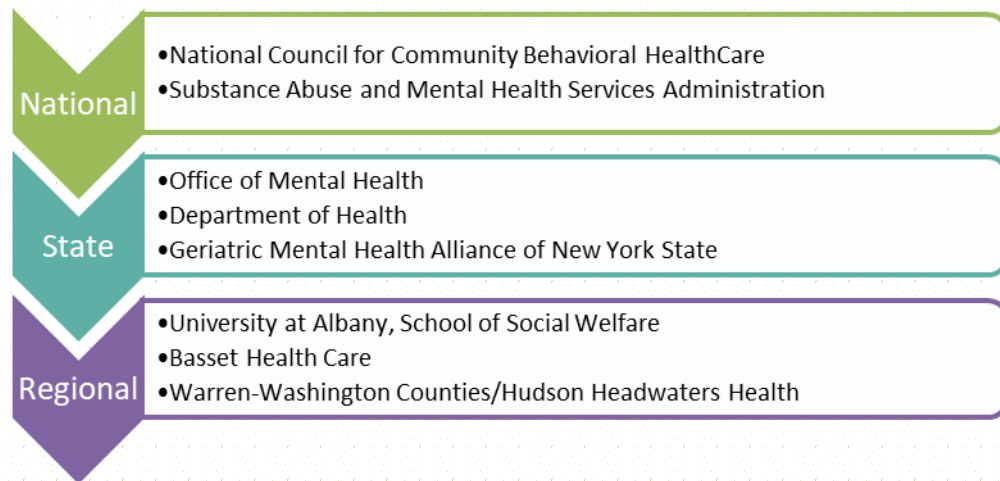 National
•National Council for Community Behavioral HealthCare
•Substance Abuse and Mental Health Services Administration
State
•Office of Mental Health
•Department of Health
•Geriatric Mental Health Alliance of New York State
Regional
•University at Albany, School of Social Welfare
•Basset Health Care
•Warren-Washington Counties/Hudson Headwaters Health